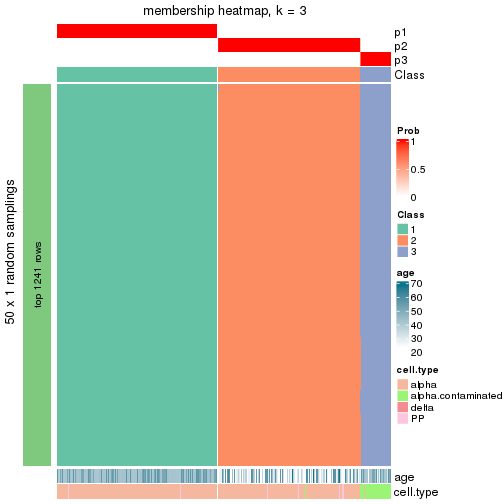 membership heatmap, k = 3
p1
p2
p3
Class
50 x 1 random samplings
top 1241 rows
Prob
1
0.5
0
Class
1
2
3
age
70
60
50
40
30
20
cell.type
alpha
alpha.contaminated
delta
PP
age
cell.type